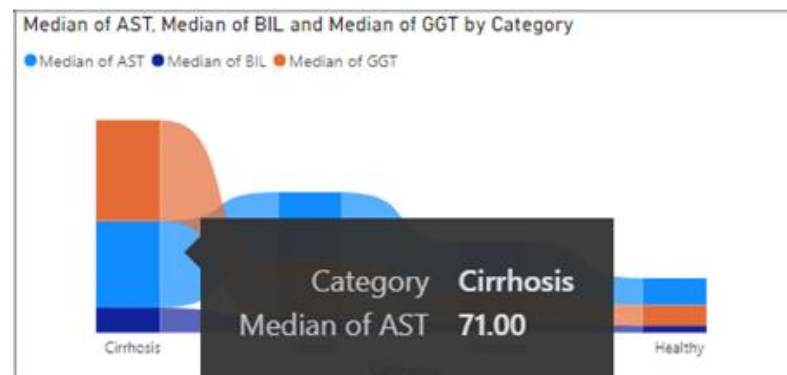 Median of AST, Median of BIL and Median of GGT by Category
Median of AST Median of BIL Median of GGT
Category Cirrhosis
Median of AST 71.00
Cirrhosis Healthy